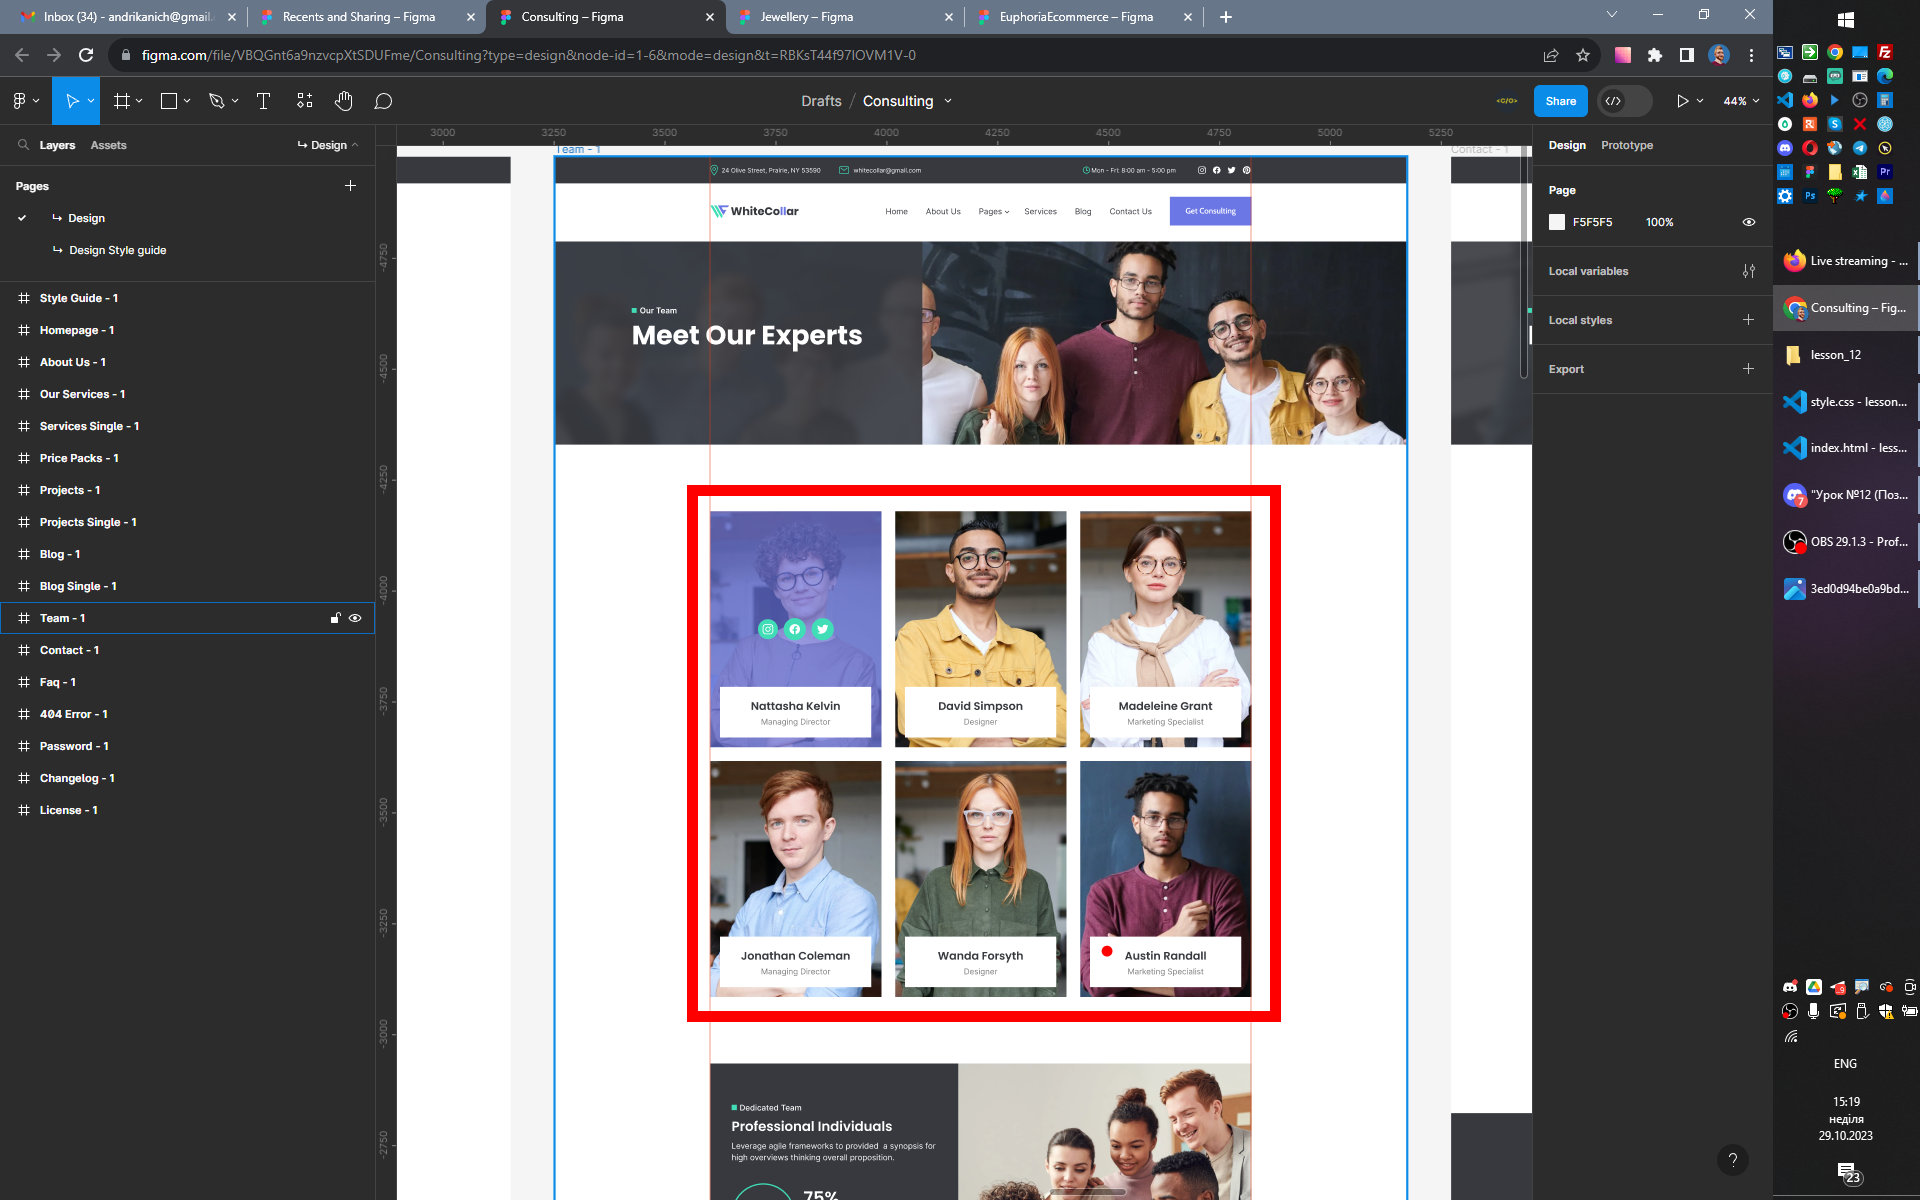 Inbox (34) - andrikanich@gmail.
Recents and Sharing – Figma
Consulting – Figma
Jewellery – Figma
EuphoriaEcommerce – Figma
figma.com/file/VBQGnt6a9nzvcpXtSDUFme/Consulting?type=design&node-id=1-6&mode=design&t=RBKsT44f97lOVM1V-0
Drafts / Consulting
Share
44%
Layers
Assets
Design
Pages
Design
Design Style guide
Style Guide - 1
Homepage - 1
About Us - 1
Our Services - 1
Services Single - 1
Price Packs - 1
Projects - 1
Projects Single - 1
Blog - 1
Blog Single - 1
Team - 1
Contact - 1
Faq - 1
404 Error - 1
Password - 1
Changelog - 1
License - 1
3000 3250 3500 3750 4000 4250 4500 4750 5000 5250
-4750
-4500
-4250
-4000
-3750
-3500
-3250
-3000
-2750
Team - 1
Contact - 1
24 Olive Street, Prairie, NY 53590
whitecollar@gmail.com
Mon - Fri: 8:00 am - 5:00 pm
WhiteCollar
Home
About Us
Pages
Services
Blog
Contact Us
Get Consulting
Our Team
Meet Our Experts
Nattasha Kelvin
Managing Director
David Simpson
Designer
Madeleine Grant
Marketing Specialist
Jonathan Coleman
Managing Director
Wanda Forsyth
Designer
Austin Randall
Marketing Specialist
Dedicated Team
Professional Individuals
Leverage agile frameworks to provided a synopsis for
high overviews thinking overall proposition.
75%
Design
Prototype
Page
F5F5F5
100%
Local variables
Local styles
Export
?
Live streaming - ...
Consulting – Fig...
lesson_12
style.css - lesson...
index.html - less...
"Урок №12 (Поз...
OBS 29.1.3 - Prof...
3ed0d94be0a9bd...
ENG
15:19
неділя
29.10.2023
23